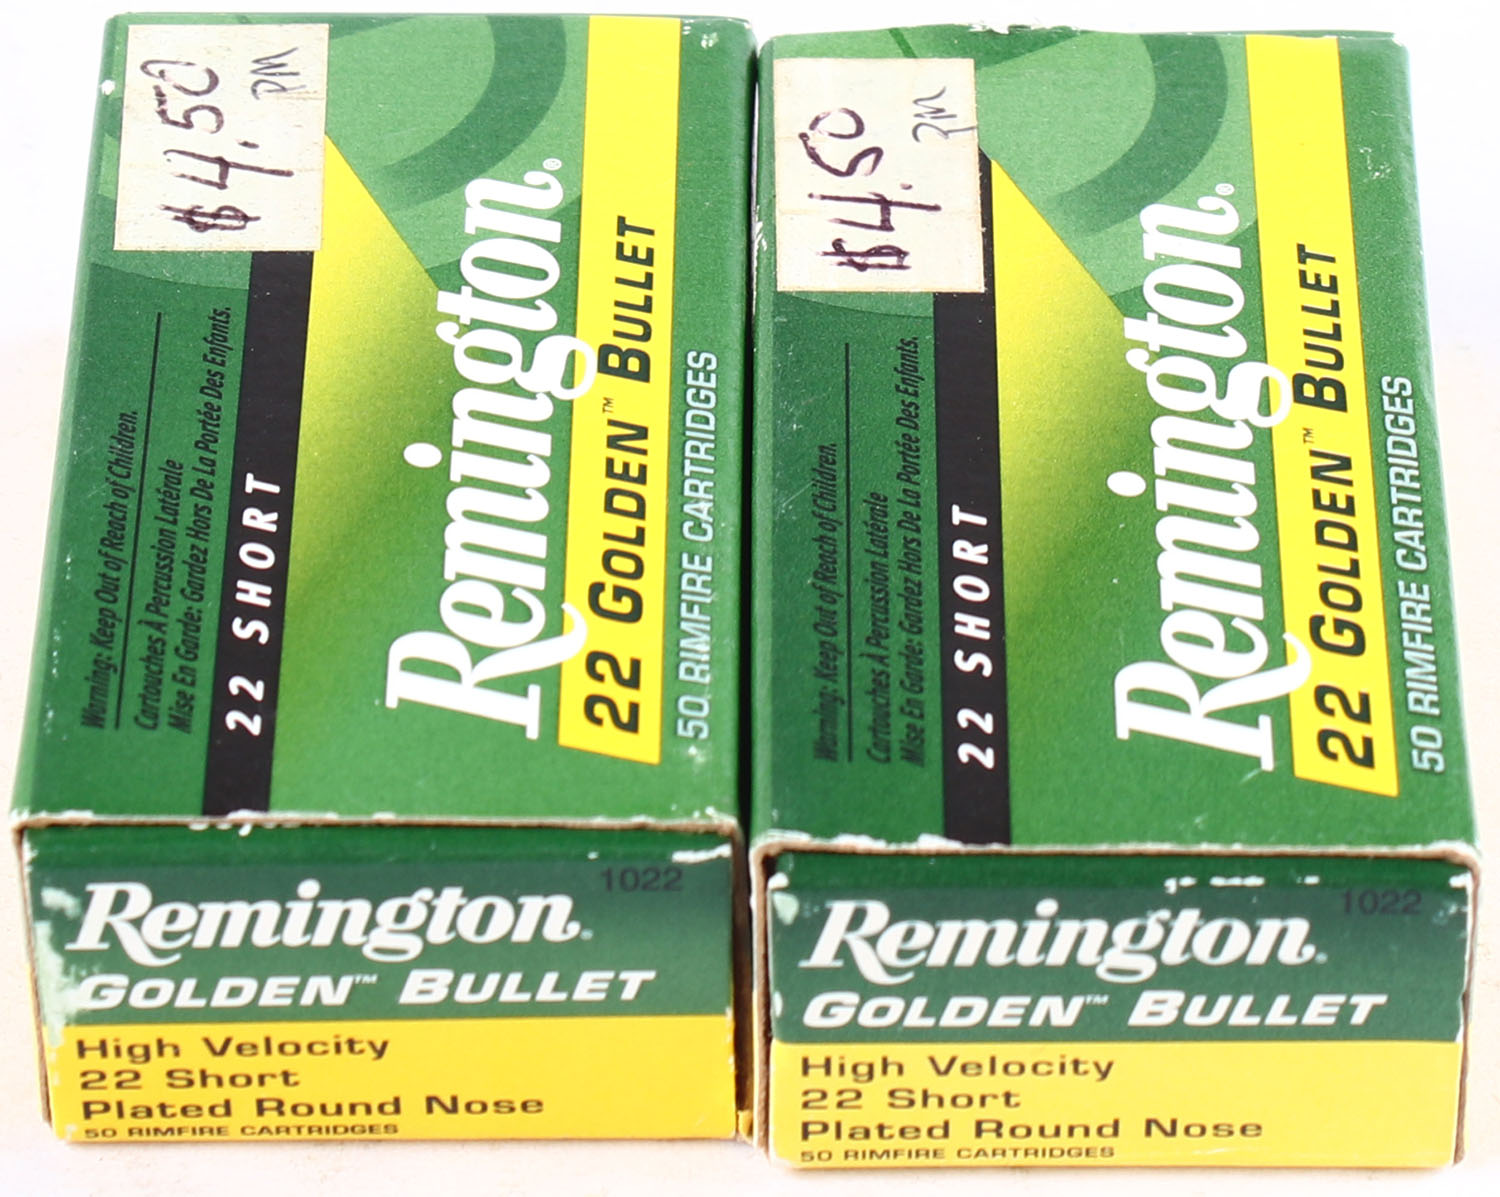 $4.50
PM
Remington®
22 GOLDEN™ BULLET
50 RIMFIRE CARTRIDGES
22 SHORT
Warning: Keep Out of Reach of Children.
Cartouches À Percussion Latérale
Mise En Garde: Gardez Hors De La Portée Des Enfants.
1022
Remington®
GOLDEN™ BULLET
High Velocity
22 Short
Plated Round Nose
50 RIMFIRE CARTRIDGES
$4.50
PM
Remington®
22 GOLDEN™ BULLET
50 RIMFIRE CARTRIDGES
22 SHORT
Warning: Keep Out of Reach of Children.
Cartouches À Percussion Latérale
Mise En Garde: Gardez Hors De La Portée Des Enfants.
1022
Remington®
GOLDEN™ BULLET
High Velocity
22 Short
Plated Round Nose
50 RIMFIRE CARTRIDGES